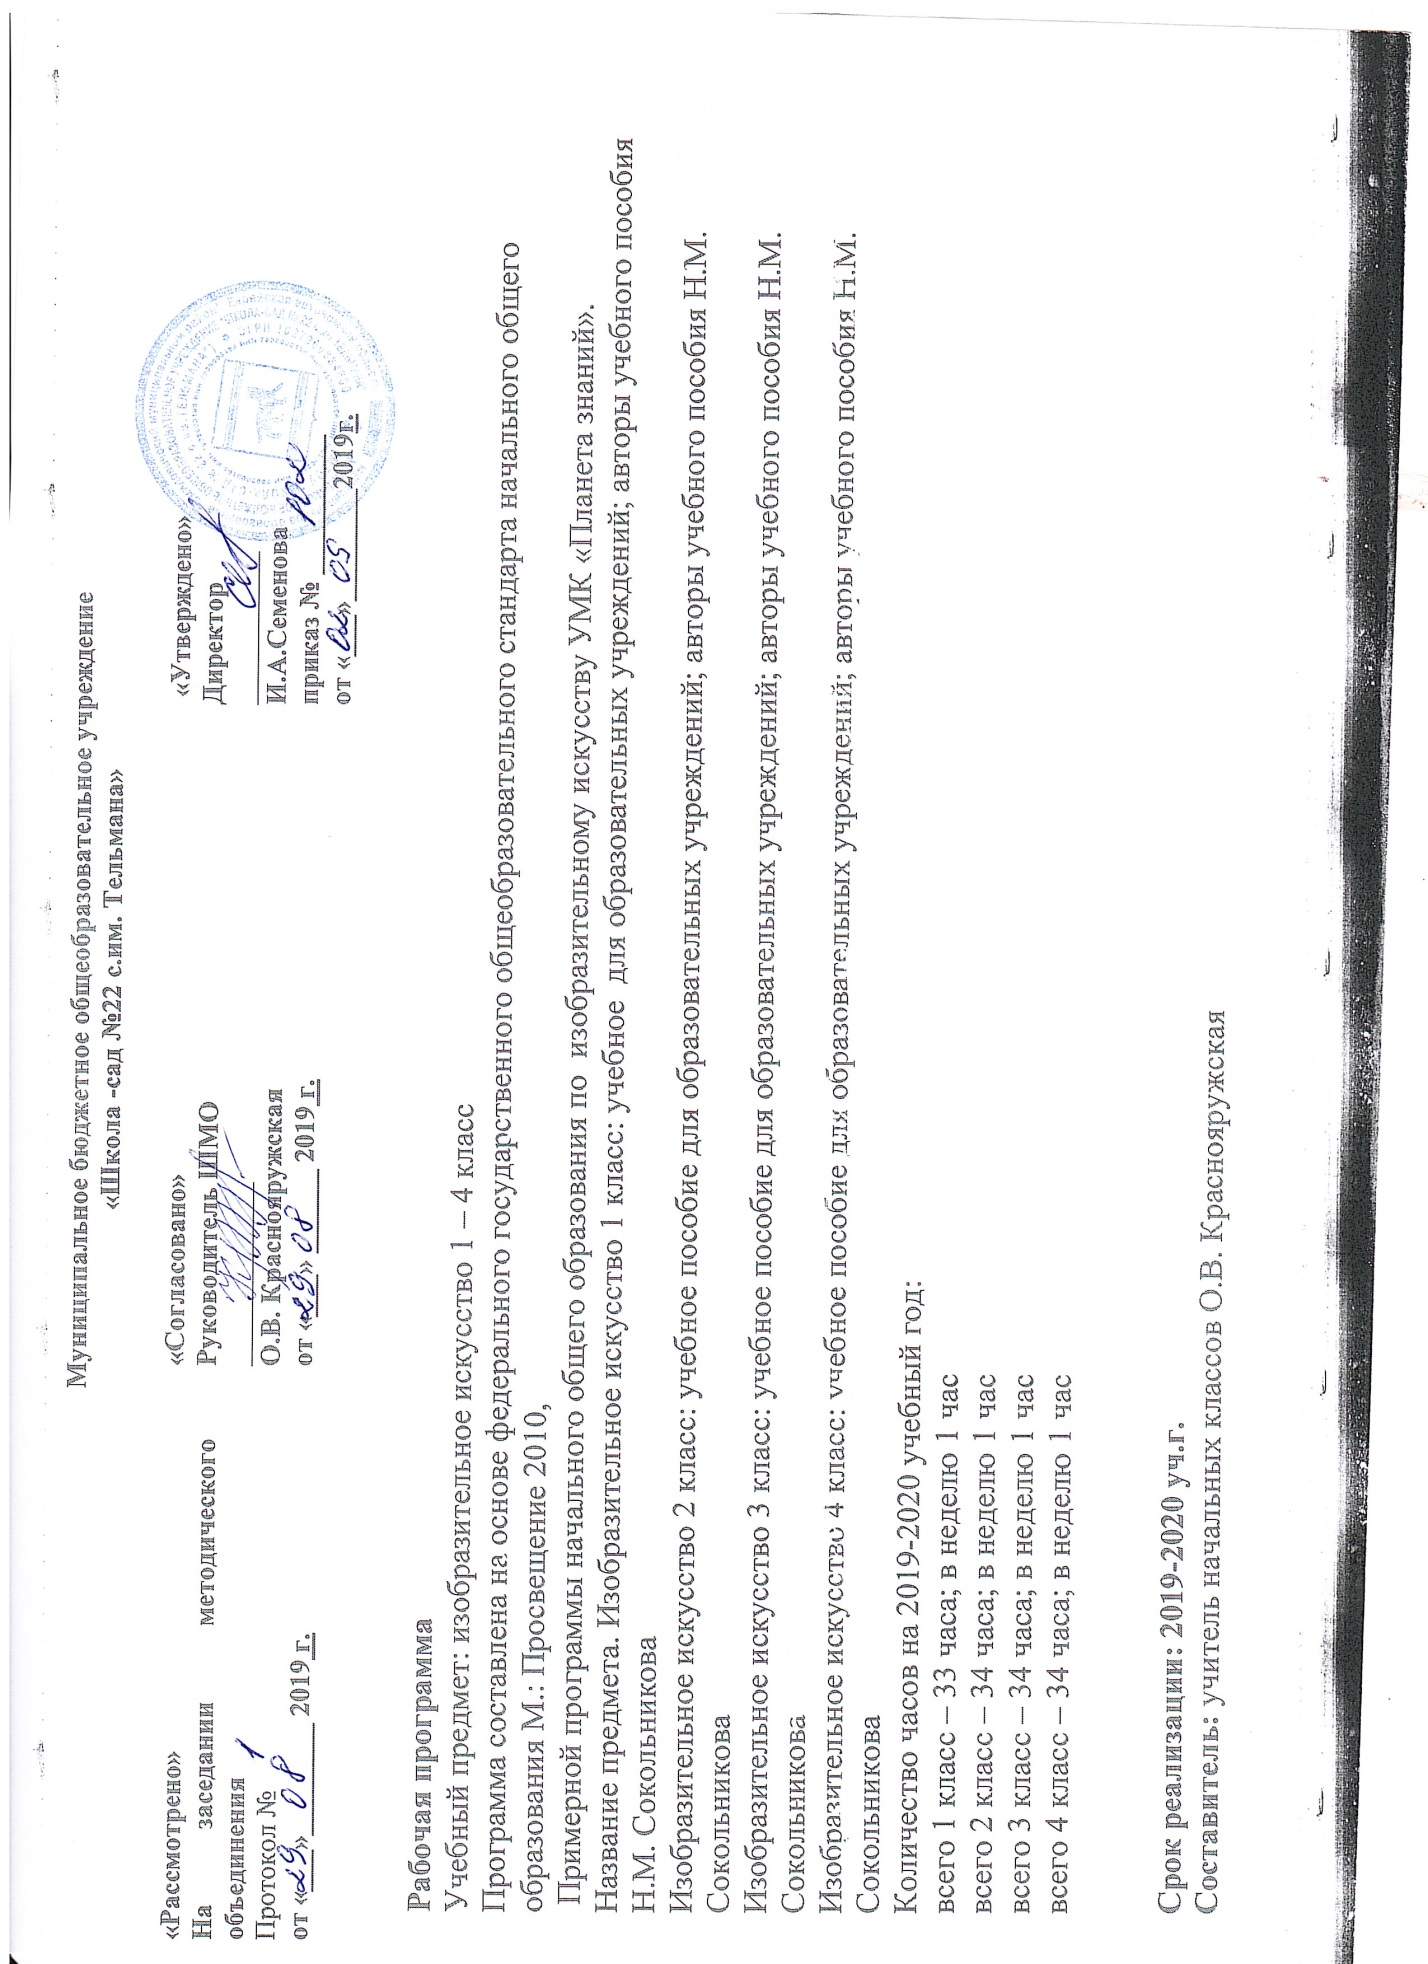 Муниципальное бюджетное общеобразовательное учреждение
«Школа -сад №22 с.им. Тельмана»
«Рассмотрено»
На заседании методического
объединения
Протокол № 1
от «29» 08 2019 г.
«Согласовано»
Руководитель ШМО
О.В. Краснояружская
от «29» 08 2019 г.
«Утверждено»
Директор
И.А.Семенова
приказ № 102
от « » 09 2019г.
Рабочая программа
Учебный предмет: изобразительное искусство 1 – 4 класс
Программа составлена на основе федерального государственного общеобразовательного стандарта начального общего
образования М.: Просвещение 2010,
Примерной программы начального общего образования по изобразительному искусству УМК «Планета знаний».
Название предмета. Изобразительное искусство 1 класс: учебное для образовательных учреждений; авторы учебного пособия
Н.М. Сокольникова
Изобразительное искусство 2 класс: учебное пособие для образовательных учреждений; авторы учебного пособия Н.М.
Сокольникова
Изобразительное искусство 3 класс: учебное пособие для образовательных учреждений; авторы учебного пособия Н.М.
Сокольникова
Изобразительное искусство 4 класс: учебное пособие для образовательных учреждений; авторы учебного пособия Н.М.
Сокольникова
Количество часов на 2019-2020 учебный год:
всего 1 класс – 33 часа; в неделю 1 час
всего 2 класс – 34 часа; в неделю 1 час
всего 3 класс – 34 часа; в неделю 1 час
всего 4 класс – 34 часа; в неделю 1 час
Срок реализации: 2019-2020 уч.г.
Составитель: учитель начальных классов О.В. Краснояружская